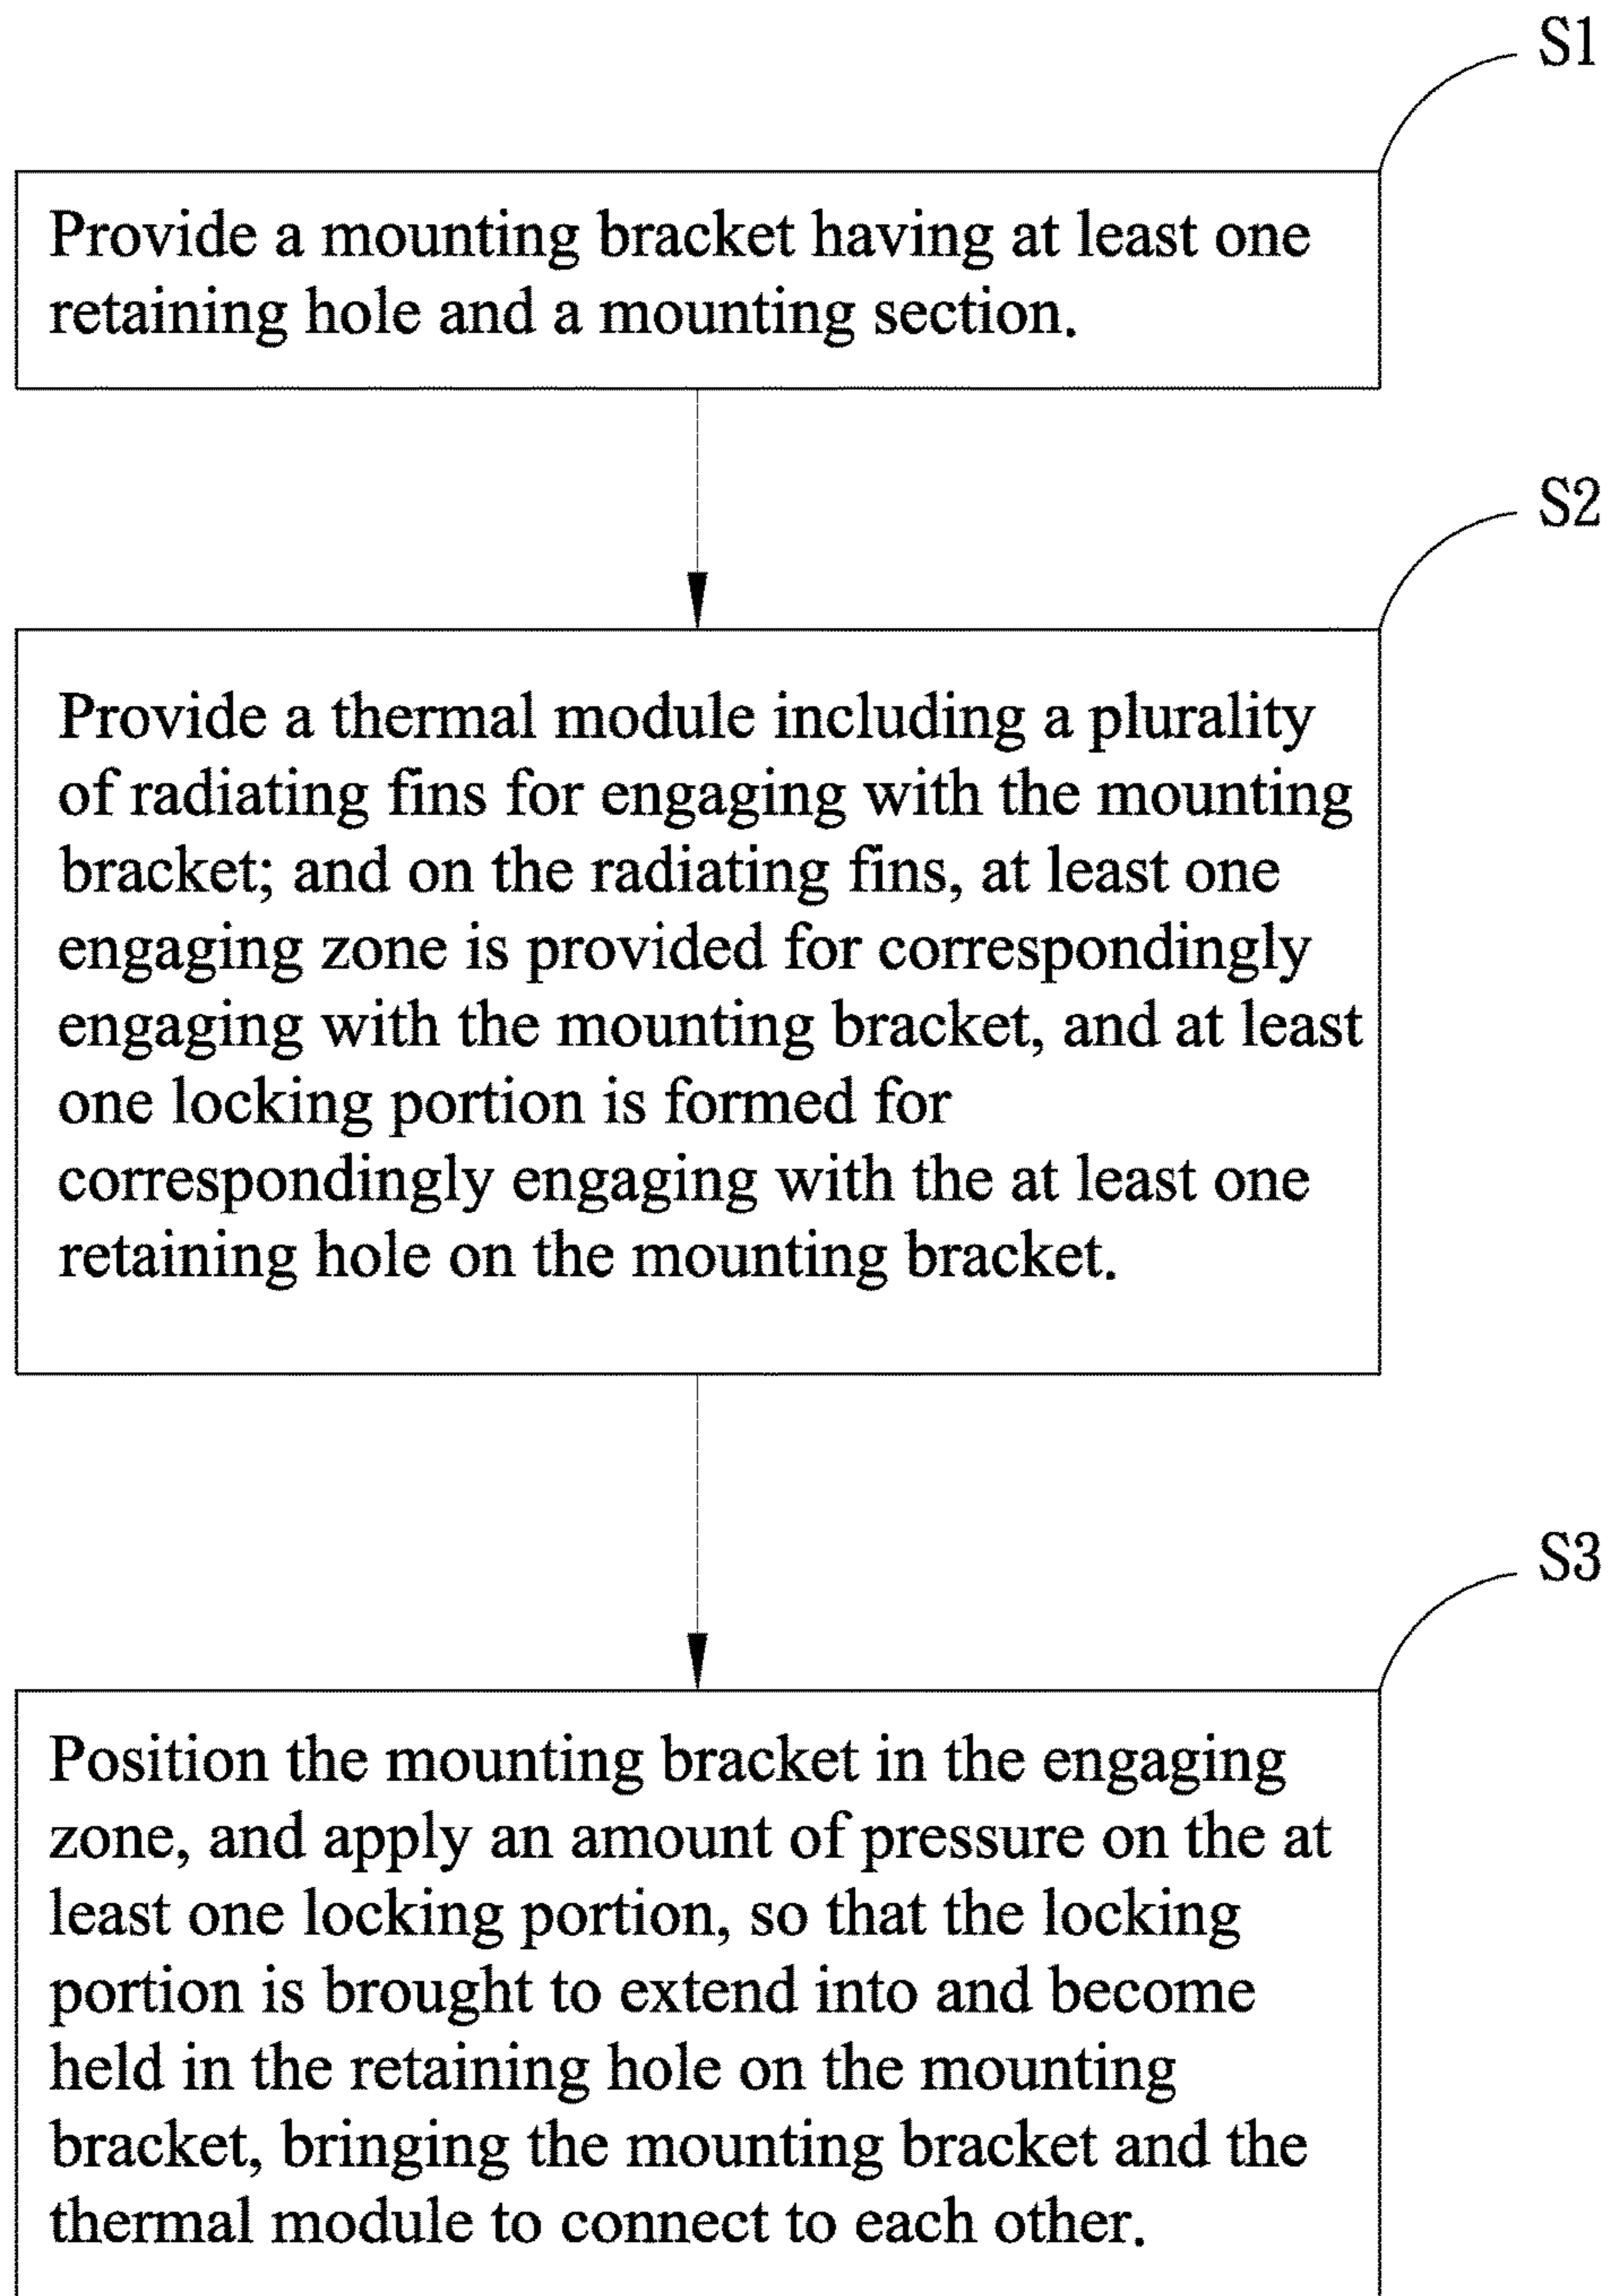 S1
Provide a mounting bracket having at least one
retaining hole and a mounting section.
S2
Provide a thermal module including a plurality
of radiating fins for engaging with the mounting
bracket; and on the radiating fins, at least one
engaging zone is provided for correspondingly
engaging with the mounting bracket, and at least
one locking portion is formed for
correspondingly engaging with the at least one
retaining hole on the mounting bracket.
S3
Position the mounting bracket in the engaging
zone, and apply an amount of pressure on the at
least one locking portion, so that the locking
portion is brought to extend into and become
held in the retaining hole on the mounting
bracket, bringing the mounting bracket and the
thermal module to connect to each other.